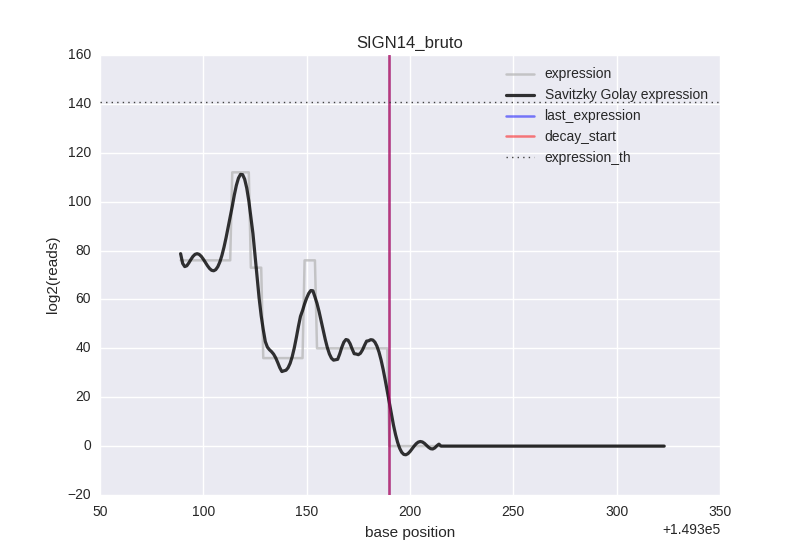 SIGN14_bruto
160
140
120
100
80
60
40
20
0
−20
log2(reads)
expression
Savitzky Golay expression
last_expression
decay_start
expression_th
50 100 150 200 250 300 350
+1.493e5
base position